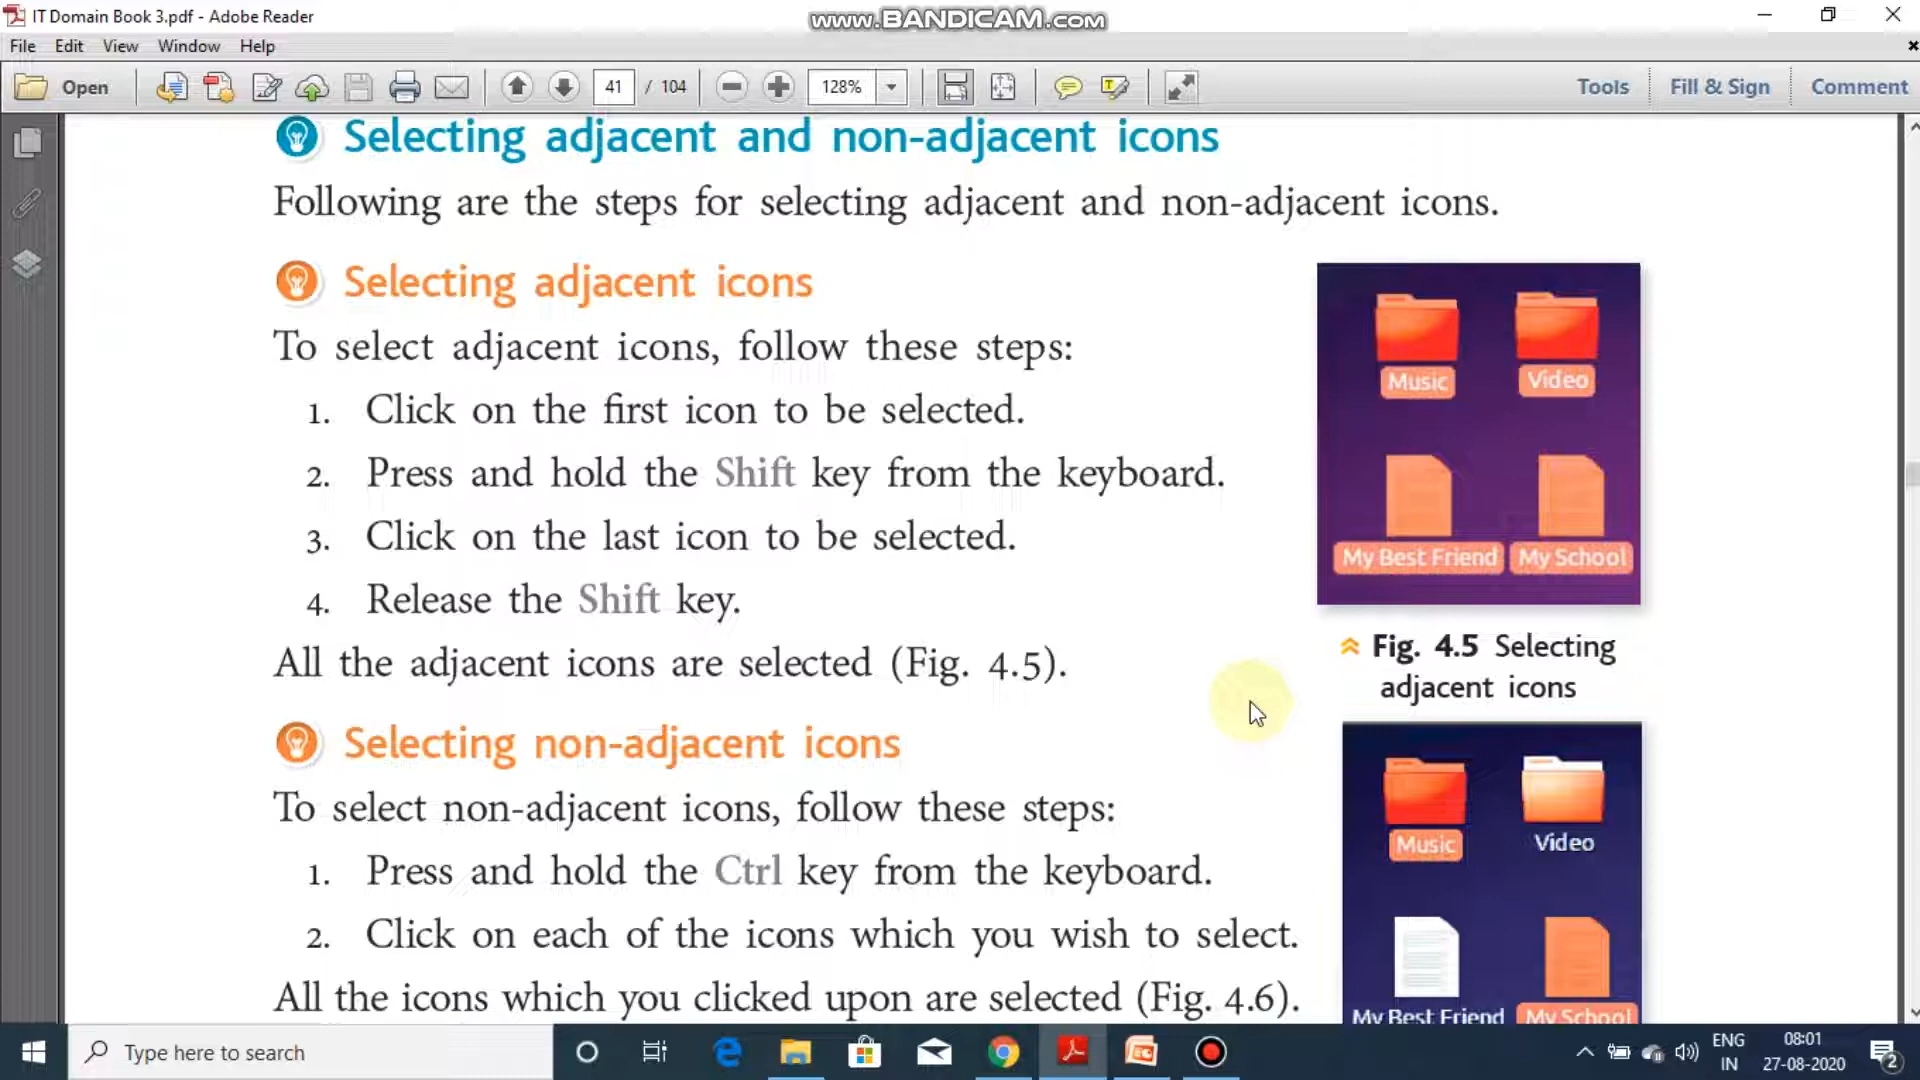 IT Domain Book 3.pdf - Adobe Reader
www.BANDICAM.com
File Edit View Window Help
Open 41 / 104 128% Tools Fill & Sign Comment
Selecting adjacent and non-adjacent icons
Following are the steps for selecting adjacent and non-adjacent icons.
Selecting adjacent icons
To select adjacent icons, follow these steps:
1. Click on the first icon to be selected.
2. Press and hold the Shift key from the keyboard.
3. Click on the last icon to be selected.
4. Release the Shift key.
All the adjacent icons are selected (Fig. 4.5).
Music Video
My Best Friend My School
Fig. 4.5 Selecting
adjacent icons
Selecting non-adjacent icons
To select non-adjacent icons, follow these steps:
1. Press and hold the Ctrl key from the keyboard.
2. Click on each of the icons which you wish to select.
All the icons which you clicked upon are selected (Fig. 4.6).
Music Video
My Best Friend My School
Type here to search
ENG
IN
08:01
27-08-2020
2